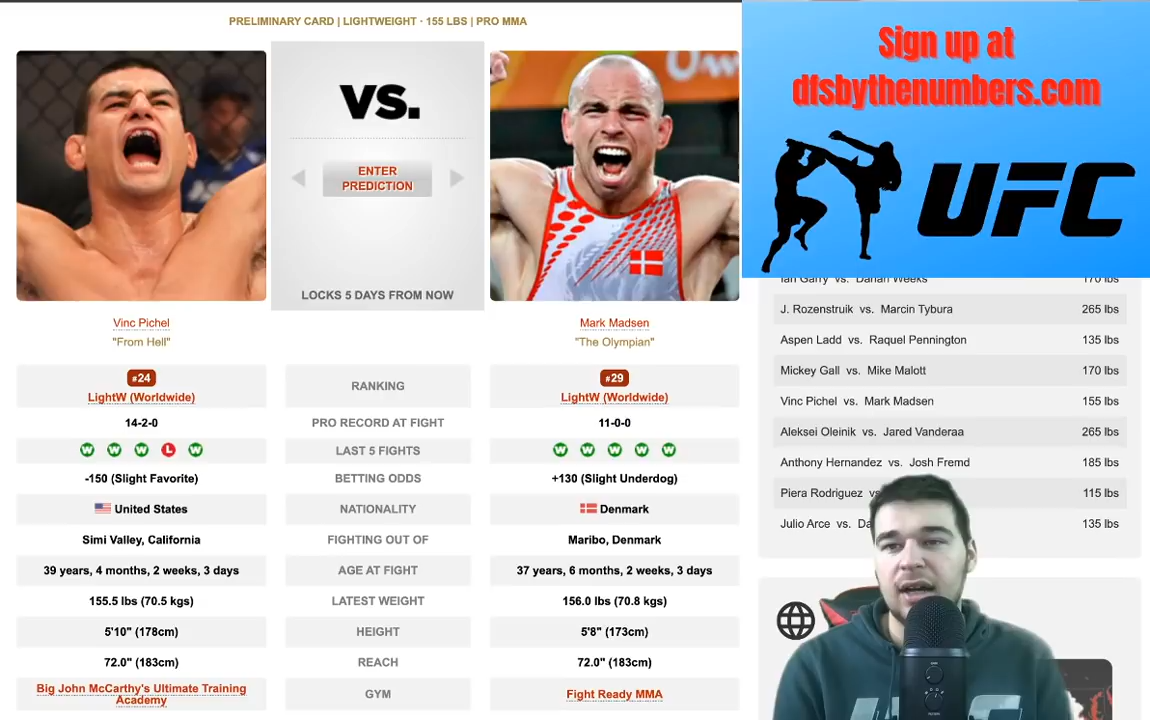 PRELIMINARY CARD | LIGHTWEIGHT · 155 LBS | PRO MMA
VS.
ENTER
PREDICTION
LOCKS 5 DAYS FROM NOW
Vinc Pichel
"From Hell"
Mark Madsen
"The Olympian"
#24
LightW (Worldwide)
RANKING
#29
LightW (Worldwide)
14-2-0 PRO RECORD AT FIGHT 11-0-0
W W W L W LAST 5 FIGHTS W W W W W
-150 (Slight Favorite) BETTING ODDS +130 (Slight Underdog)
United States NATIONALITY Denmark
Simi Valley, California FIGHTING OUT OF Maribo, Denmark
39 years, 4 months, 2 weeks, 3 days AGE AT FIGHT 37 years, 6 months, 2 weeks, 3 days
155.5 lbs (70.5 kgs) LATEST WEIGHT 156.0 lbs (70.8 kgs)
5'10" (178cm) HEIGHT 5'8" (173cm)
72.0" (183cm) REACH 72.0" (183cm)
Big John McCarthy's Ultimate Training
Academy
GYM Fight Ready MMA
Sign up at
dfsbythenumbers.com
UFC
Ian Garry vs. Darian Weeks 170 lbs
J. Rozenstruik vs. Marcin Tybura 265 lbs
Aspen Ladd vs. Raquel Pennington 135 lbs
Mickey Gall vs. Mike Malott 170 lbs
Vinc Pichel vs. Mark Madsen 155 lbs
Aleksei Oleinik vs. Jared Vanderaa 265 lbs
Anthony Hernandez vs. Josh Fremd 185 lbs
Piera Rodriguez vs 115 lbs
Julio Arce vs. Da 135 lbs